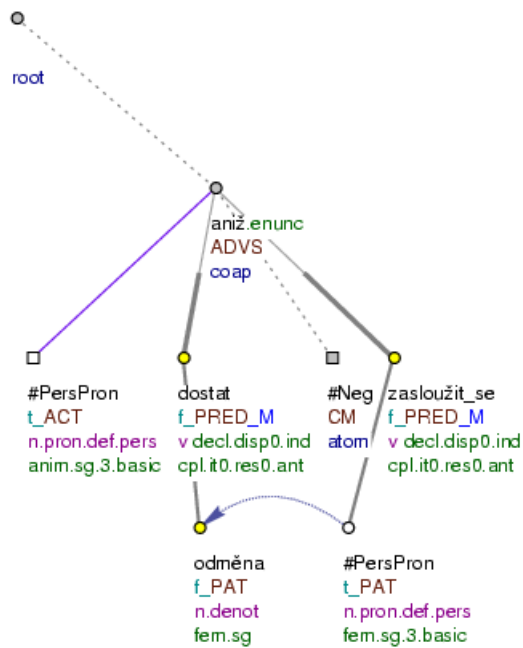 root
aniž.enunc
ADVS
coap
#PersPron
t_ACT
n.pron.def.pers
anim.sg.3.basic
dostat
f_PRED_M
v decl.disp0.ind
cpl.it0.res0.ant
#Neg
CM
atom
zasloužit_se
f_PRED_M
v decl.disp0.ind
cpl.it0.res0.ant
odměna
f_PAT
n.denot
fem.sg
#PersPron
t_PAT
n.pron.def.pers
fem.sg.3.basic